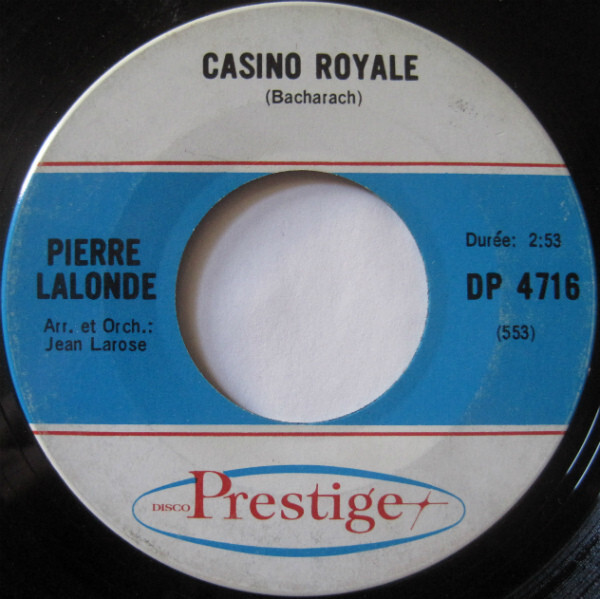 CASINO ROYALE
(Bacharach)
PIERRE
LALONDE
Arr. et Orch.:
Jean Larose
Durée: 2:53
DP 4716
(553)
DISCO Prestige